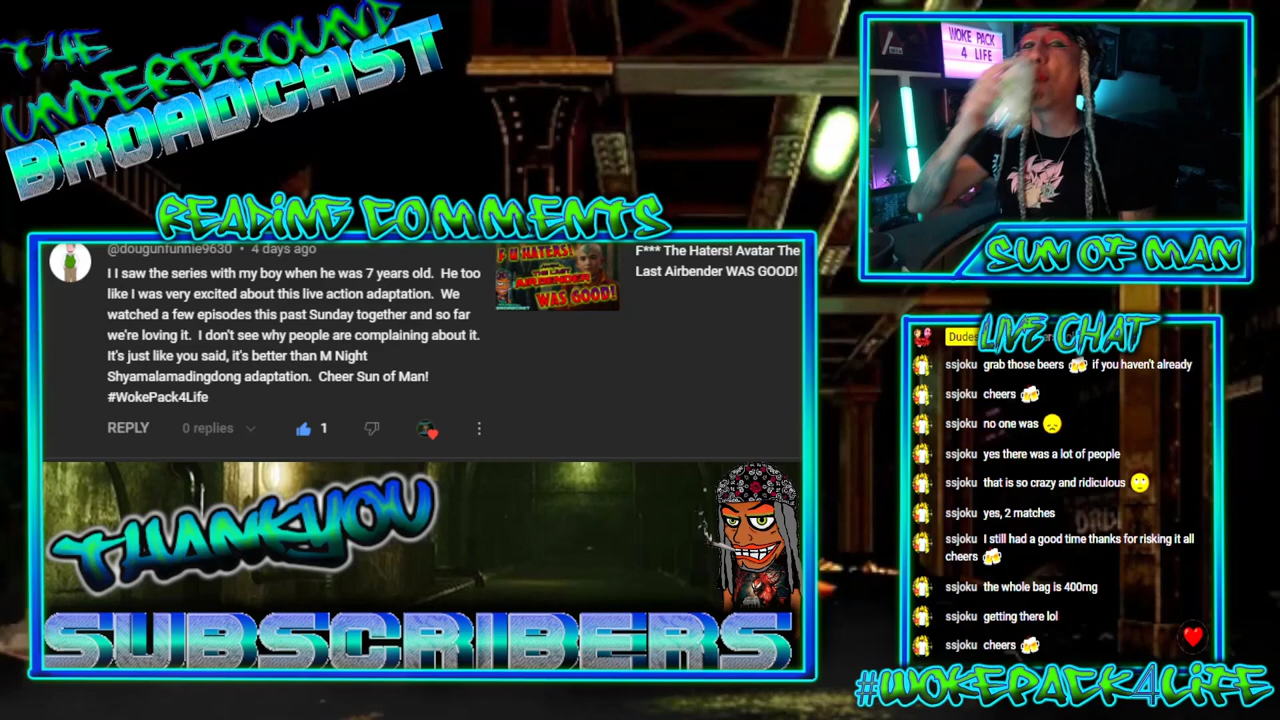 THE
UNDERGROUND
BROADCAST
WOKE PACK
4 LIFE
SUN OF MAN
READING COMMENTS
@dougunfunnie9630 • 4 days ago
I I saw the series with my boy when he was 7 years old. He too
like I was very excited about this live action adaptation. We
watched a few episodes this past Sunday together and so far
we're loving it. I don't see why people are complaining about it.
It's just like you said, it's better than M Night
Shyamalamadingdong adaptation. Cheer Sun of Man!
#WokePack4Life
REPLY 0 replies 1
F U HATERS!
AIRBENDER
WAS GOOD!
F*** The Haters! Avatar The
Last Airbender WAS GOOD!
THANKYOU
SUBSCRIBERS
LIVE CHAT
Dudes
ssjoku grab those beers 🍻 if you haven't already
ssjoku cheers 🍻
ssjoku no one was 😞
ssjoku yes there was a lot of people
ssjoku that is so crazy and ridiculous 🙄
ssjoku yes, 2 matches
ssjoku I still had a good time thanks for risking it all
cheers 🍻
ssjoku the whole bag is 400mg
ssjoku getting there lol
ssjoku cheers 🍻
#WOKEPACK4LIFE